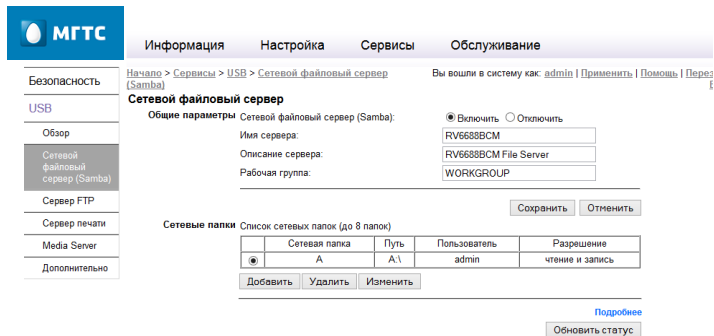 МГТС
Информация Настройка Сервисы Обслуживание
Безопасность
USB
Обзор
Сетевой
файловый
сервер (Samba)
Сервер FTP
Сервер печати
Media Server
Дополнительно
Начало > Сервисы > USB > Сетевой файловый сервер
(Samba)
Вы вошли в систему как: admin | Применить | Помощь | Перез
Сетевой файловый сервер
Общие параметры Сетевой файловый сервер (Samba): Включить Отключить
Имя сервера: RV6688BCM
Описание сервера: RV6688BCM File Server
Рабочая группа: WORKGROUP
Сохранить Отменить
Сетевые папки Список сетевых папок (до 8 папок)
Сетевая папка Путь Пользователь Разрешение
A A:\ admin чтение и запись
Добавить Удалить Изменить
Подробнее
Обновить статус